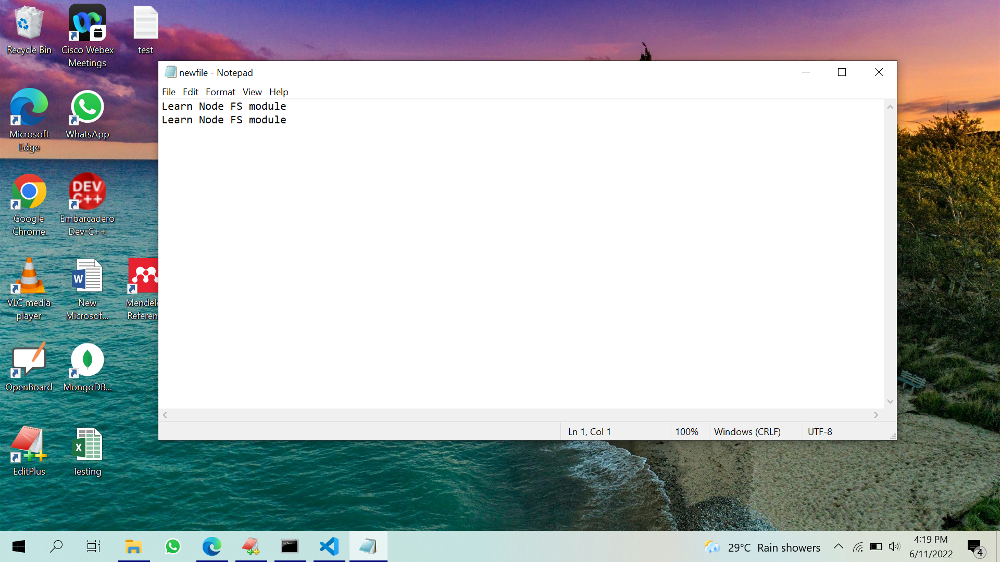 Recycle Bin
Cisco Webex
Meetings
test
newfile - Notepad
File Edit Format View Help
Learn Node FS module
Learn Node FS module
Microsoft
Edge
WhatsApp
Google
Chrome
DEV
C++
Embarcadero
Dev-C++
VLC media
player
W
New
Microsof...
Mendele
Referen
OpenBoard
MongoDB...
EditPlus
X
Testing
Ln 1, Col 1
100%
Windows (CRLF)
UTF-8
29°C Rain showers
4:19 PM
6/11/2022
4